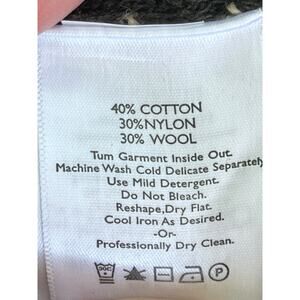 40% COTTON
30%NYLON
30% WOOL
Tum Garment Inside Out.
Machine Wash Cold Delicate Separately
Use Mild Detergent.
Do Not Bleach.
Reshape,Dry Flat.
Cool Iron As Desired.
-Or-
Professionally Dry Clean.
30C